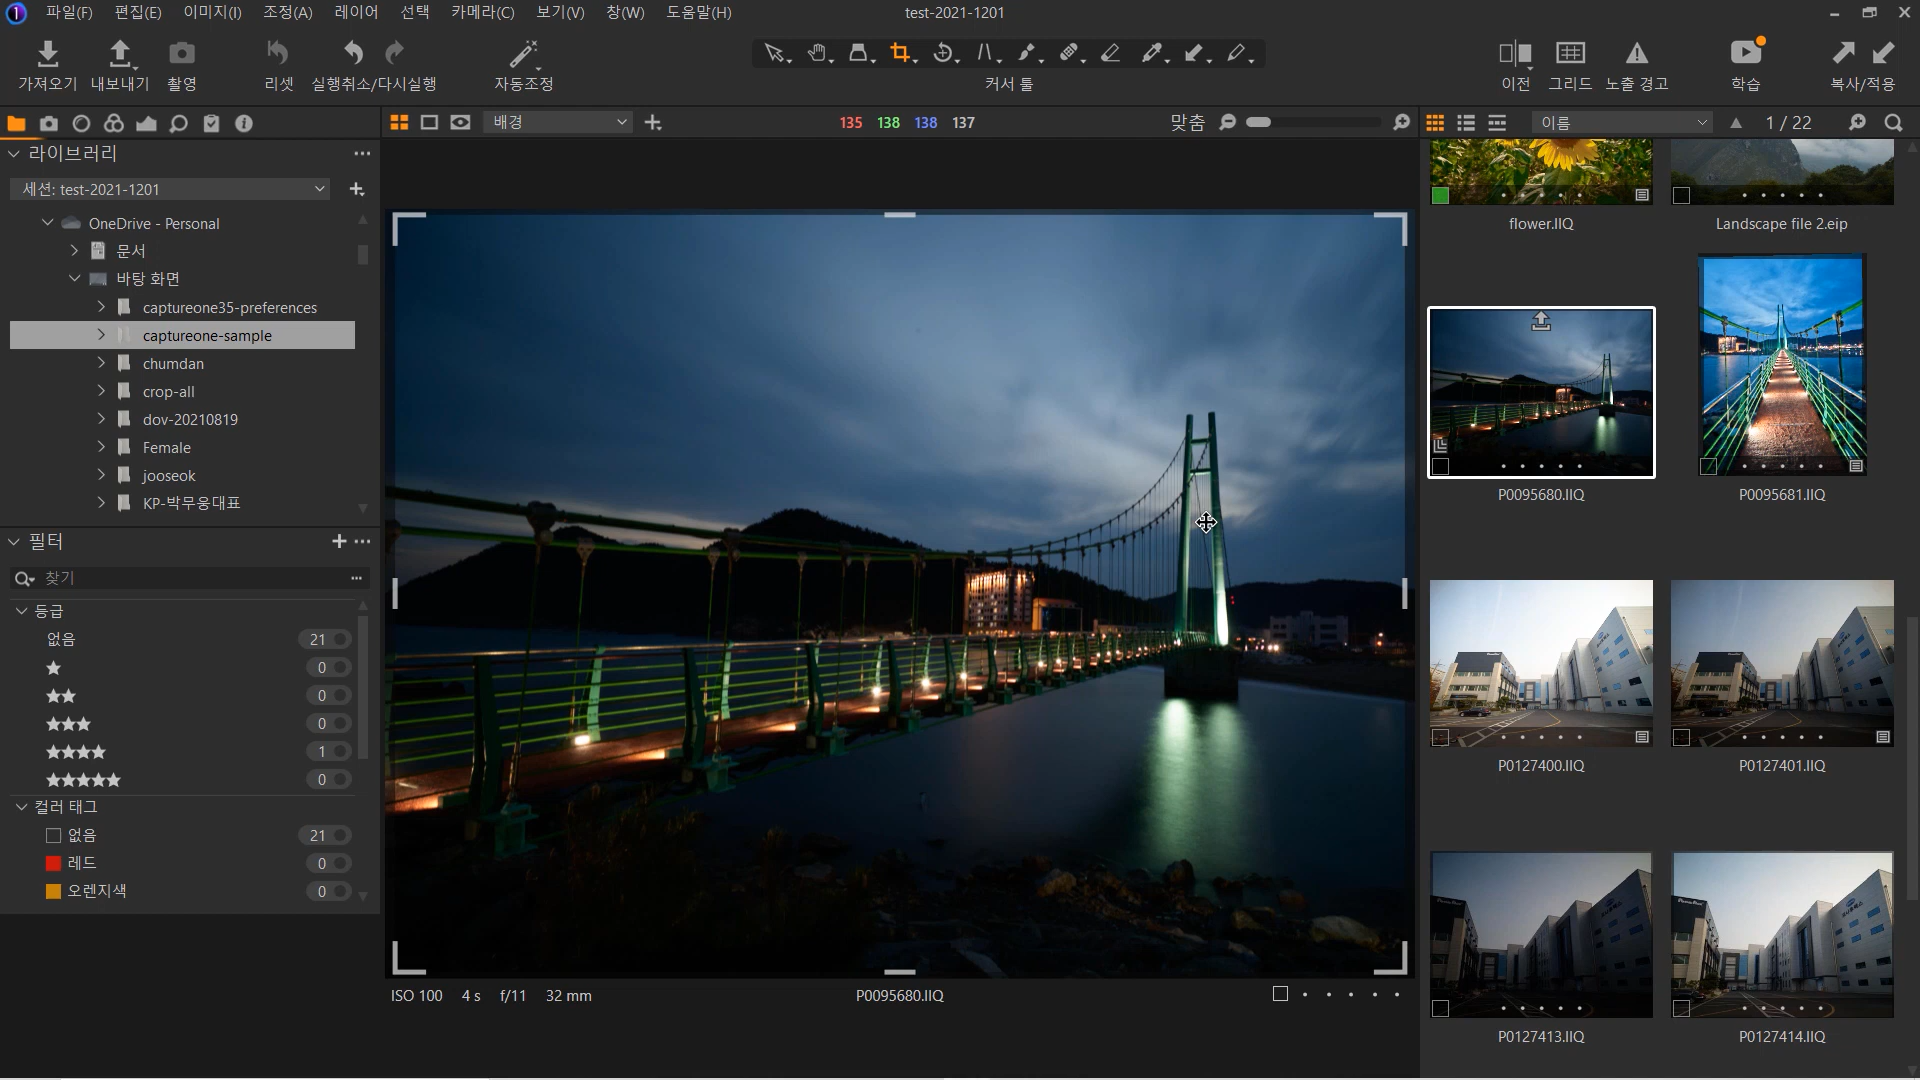 파일(F) 편집(E) 이미지(I) 조정(A) 레이어 선택 카메라(C) 보기(V) 창(W) 도움말(H)
test-2021-1201
가져오기 내보내기 촬영 리셋 실행취소/다시실행 자동조정
커서 툴
이전 그리드 노출 경고 학습 복사/적용
배경
135 138 138 137
맞춤
이름
1 / 22
라이브러리
세션: test-2021-1201
OneDrive - Personal
문서
바탕 화면
captureone35-preferences
captureone-sample
chumdan
crop-all
dov-20210819
Female
jooseok
KP-박무웅대표
필터
찾기
등급
없음 21
0
0
0
1
0
컬러 태그
없음 21
레드 0
오렌지색 0
ISO 100 4 s f/11 32 mm
P0095680.IIQ
flower.IIQ
Landscape file 2.eip
P0095680.IIQ
P0095681.IIQ
P0127400.IIQ
P0127401.IIQ
P0127413.IIQ
P0127414.IIQ